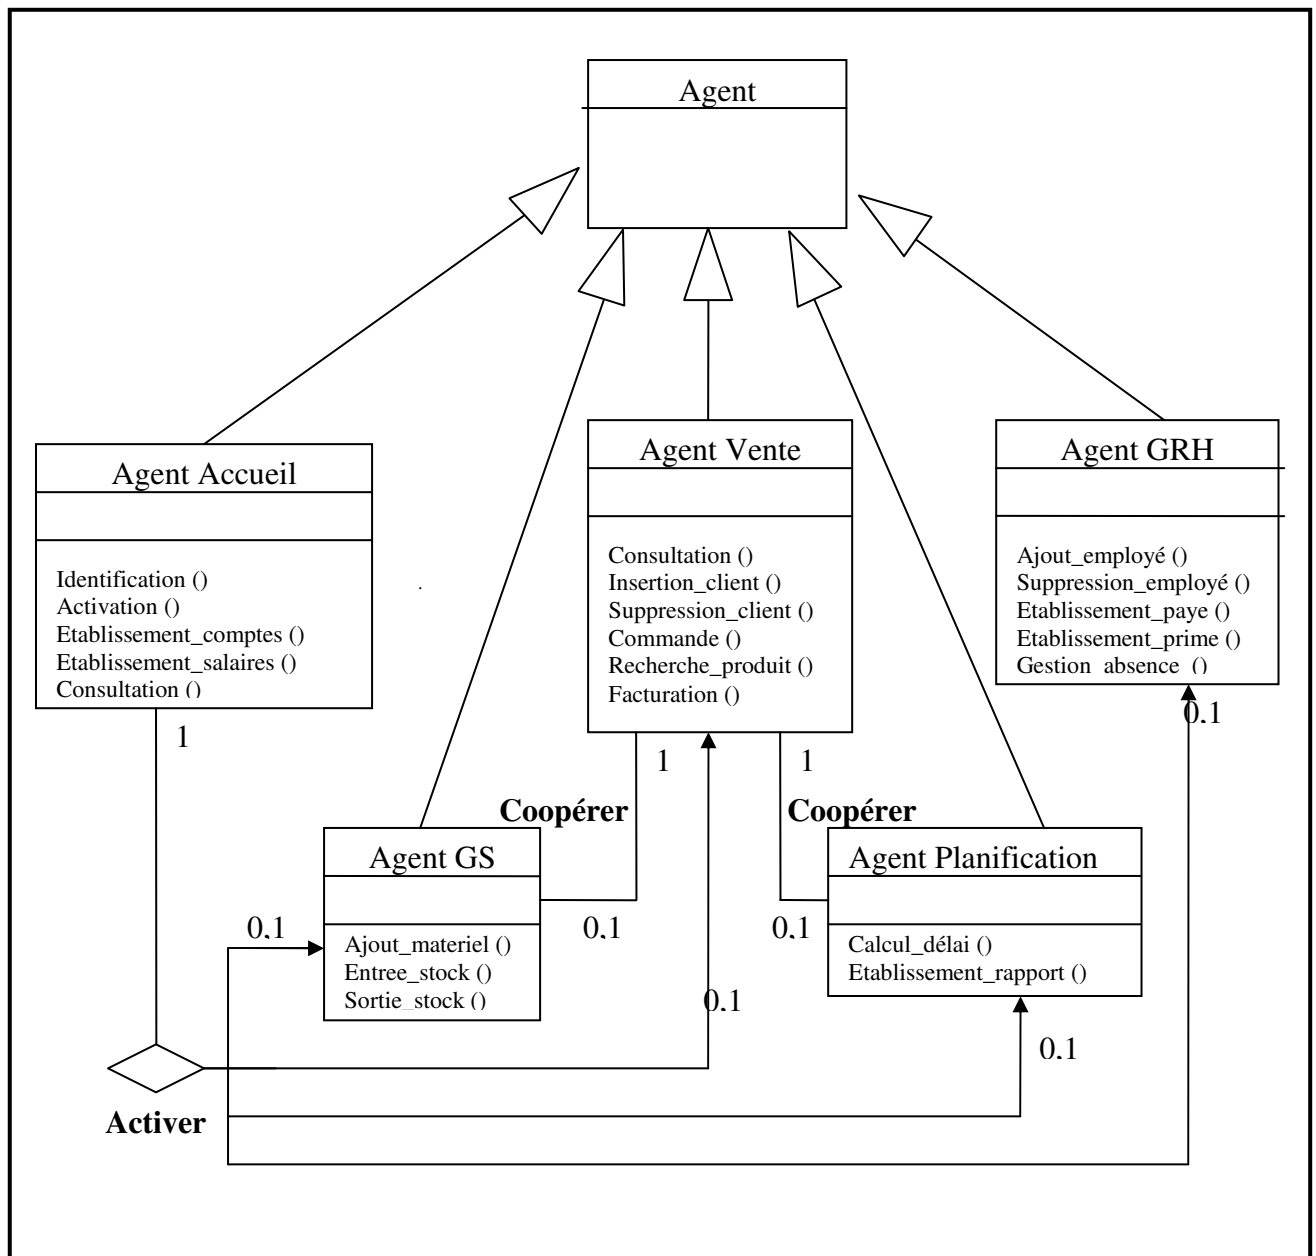 Agent
Agent Accueil
Identification ()
Activation ()
Etablissement_comptes ()
Etablissement_salaires ()
Consultation ()
1
Agent Vente
Consultation ()
Insertion_client ()
Suppression_client ()
Commande ()
Recherche_produit ()
Facturation ()
Agent GRH
Ajout_employé ()
Suppression_employé ()
Etablissement_paye ()
Etablissement_prime ()
Gestion_absence ()
0,1
1
1
Coopérer
Coopérer
Agent GS
Ajout_materiel ()
Entree_stock ()
Sortie_stock ()
0,1
0,1
0,1
Agent Planification
Calcul_délai ()
Etablissement_rapport ()
0,1
0,1
Activer